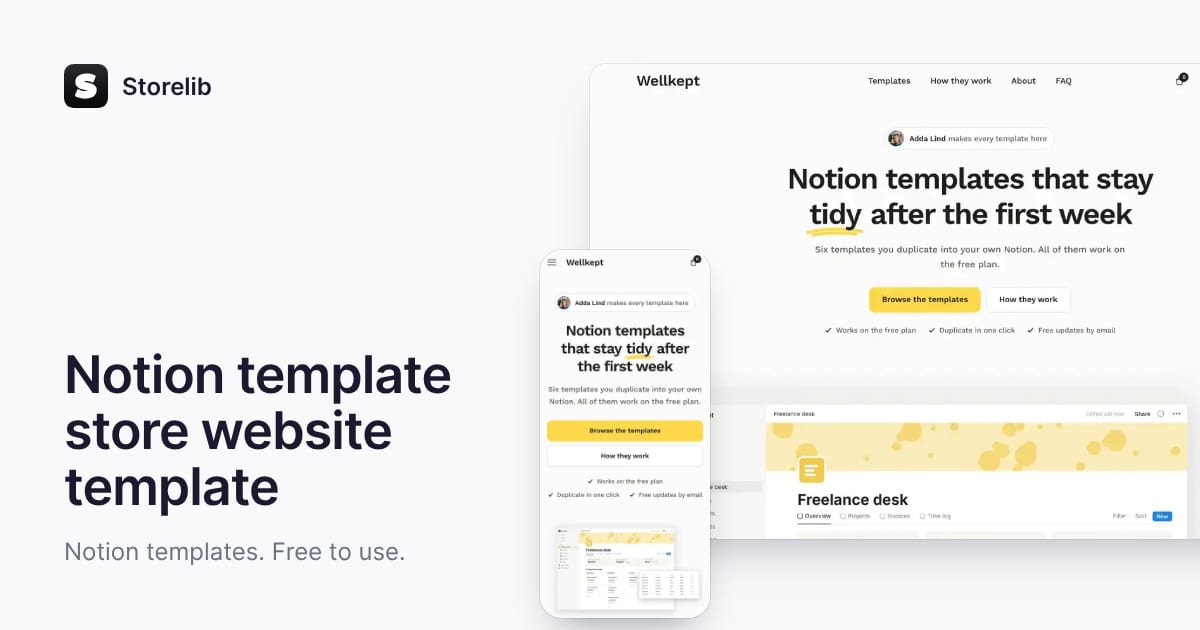 Storelib
Notion template
store website
template
Notion templates. Free to use.
Wellkept
Templates
How they work
About
FAQ
Adda Lind makes every template here
Notion templates that stay
tidy after the first week
Six templates you duplicate into your own Notion. All of them work on
the free plan.
Browse the templates
How they work
Works on the free plan
Duplicate in one click
Free updates by email
Freelance desk
Edited just now
Share
Freelance desk
Overview
Projects
Invoices
Time log
Filter
Sort
New
Wellkept
Adda Lind makes every template here
Notion templates
that stay tidy after
the first week
Six templates you duplicate into your own
Notion. All of them work on the free plan.
Browse the templates
How they work
Works on the free plan
Duplicate in one click
Free updates by email
Freelance desk